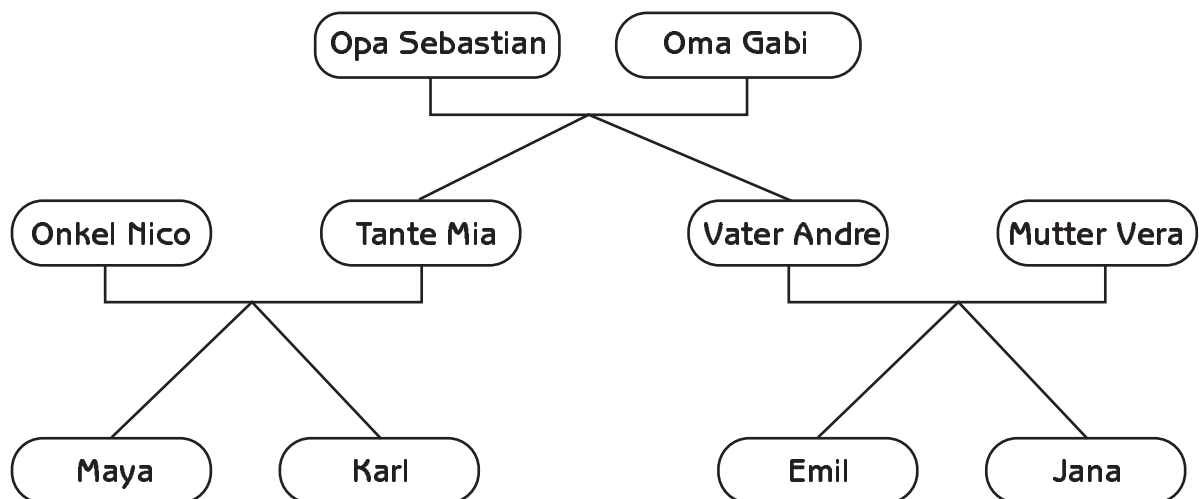 Opa Sebastian
Oma Gabi
Onkel Nico
Tante Mia
Vater Andre
Mutter Vera
Maya
Karl
Emil
Jana